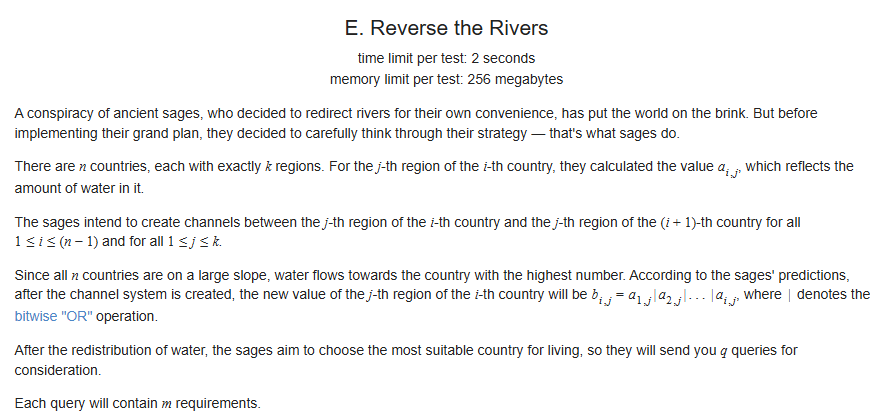 E. Reverse the Rivers
time limit per test: 2 seconds
memory limit per test: 256 megabytes
A conspiracy of ancient sages, who decided to redirect rivers for their own convenience, has put the world on the brink. But before
implementing their grand plan, they decided to carefully think through their strategy — that's what sages do.
There are n countries, each with exactly k regions. For the j-th region of the i-th country, they calculated the value a_{i,j}, which reflects the
amount of water in it.
The sages intend to create channels between the j-th region of the i-th country and the j-th region of the (i + 1)-th country for all
1 ≤ i ≤ (n − 1) and for all 1 ≤ j ≤ k.
Since all n countries are on a large slope, water flows towards the country with the highest number. According to the sages' predictions,
after the channel system is created, the new value of the j-th region of the i-th country will be b_{i,j} = a_{1,j}|a_{2,j}|...|a_{i,j}, where | denotes the
bitwise "OR" operation.
After the redistribution of water, the sages aim to choose the most suitable country for living, so they will send you q queries for
consideration.
Each query will contain m requirements.